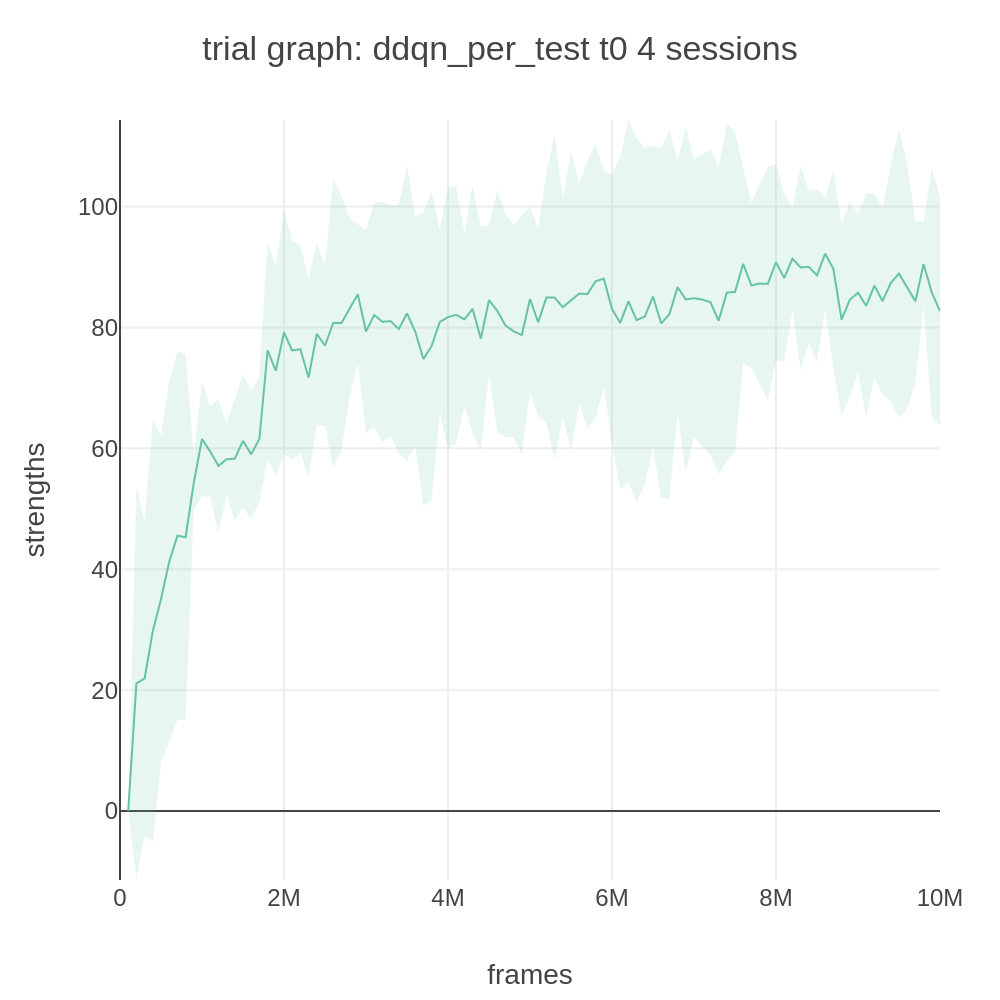 trial graph: ddqn_per_test t0 4 sessions
100
80
60
40
20
0
strengths
0
2M
4M
6M
8M
10M
frames